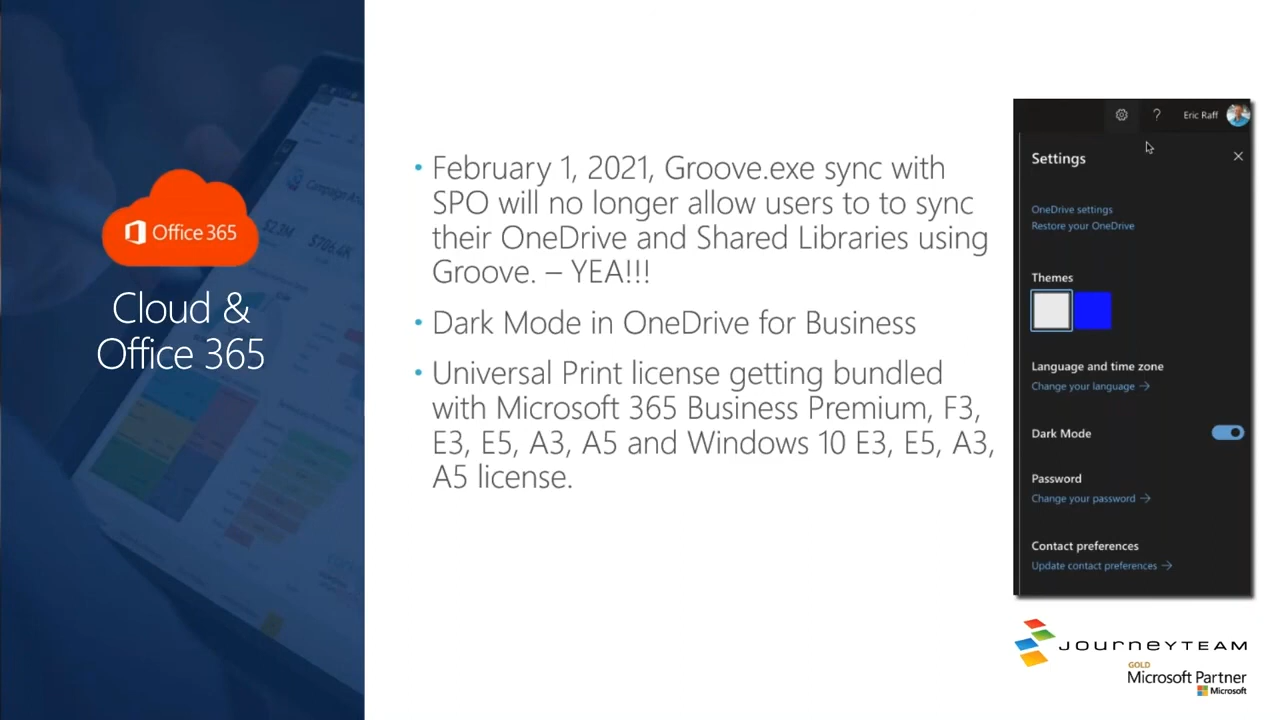 Office 365
Cloud &
Office 365
• February 1, 2021, Groove.exe sync with
SPO will no longer allow users to to sync
their OneDrive and Shared Libraries using
Groove. – YEA!!!
• Dark Mode in OneDrive for Business
• Universal Print license getting bundled
with Microsoft 365 Business Premium, F3,
E3, E5, A3, A5 and Windows 10 E3, E5, A3,
A5 license.
? Eric Raff
Settings
OneDrive settings
Restore your OneDrive
Themes
Language and time zone
Change your language →
Dark Mode
Password
Change your password →
Contact preferences
Update contact preferences →
JOURNEYTEAM
GOLD
Microsoft Partner
Microsoft